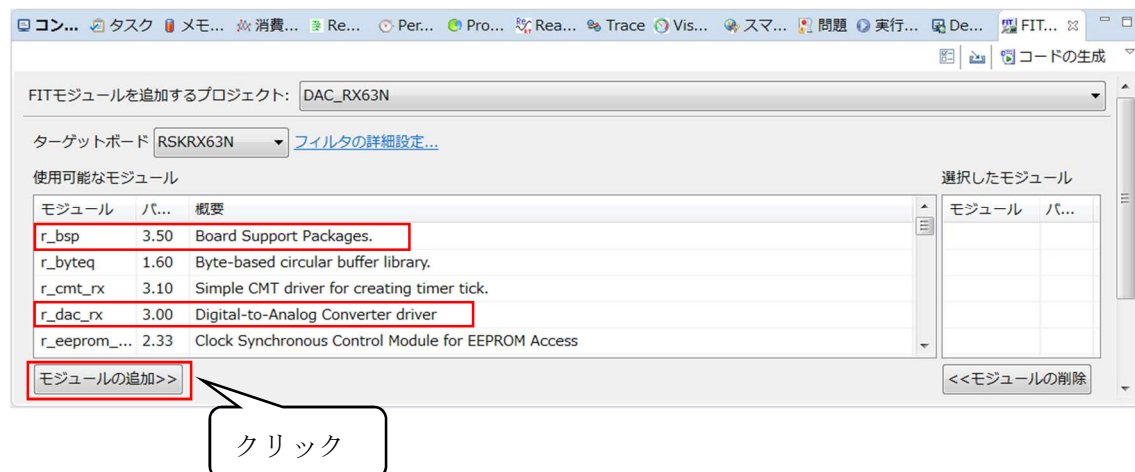 コン... タスク メモ... 消費... Re... Per... Pro... Rea... Trace Vis... スマ... 問題 実行... De... FIT...
コードの生成
FITモジュールを追加するプロジェクト: DAC_RX63N
ターゲットボード RSKRX63N フィルタの詳細設定...
使用可能なモジュール 選択したモジュール
モジュール バ... 概要 モジュール バ...
r_bsp 3.50 Board Support Packages.
r_byteq 1.60 Byte-based circular buffer library.
r_cmt_rx 3.10 Simple CMT driver for creating timer tick.
r_dac_rx 3.00 Digital-to-Analog Converter driver
r_eeprom_... 2.33 Clock Synchronous Control Module for EEPROM Access
モジュールの追加>> <<モジュールの削除
クリック